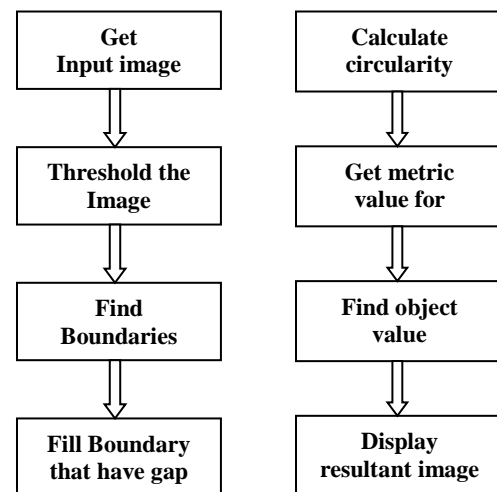 Get
Input image
Threshold the
Image
Find
Boundaries
Fill Boundary
that have gap
Calculate
circularity
Get metric
value for
Find object
value
Display
resultant image